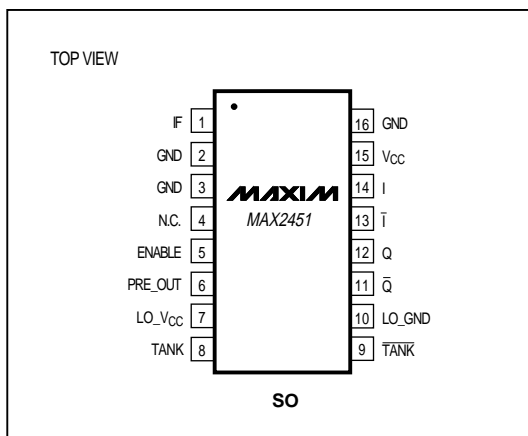 TOP VIEW
IF 1
GND 2
GND 3
N.C. 4
ENABLE 5
PRE_OUT 6
LO_VCC 7
TANK 8
MAXIM
MAX2451
16 GND
15 VCC
14 I
13 I̅
12 Q
11 Q̅
10 LO_GND
9 T̅A̅N̅K̅
SO